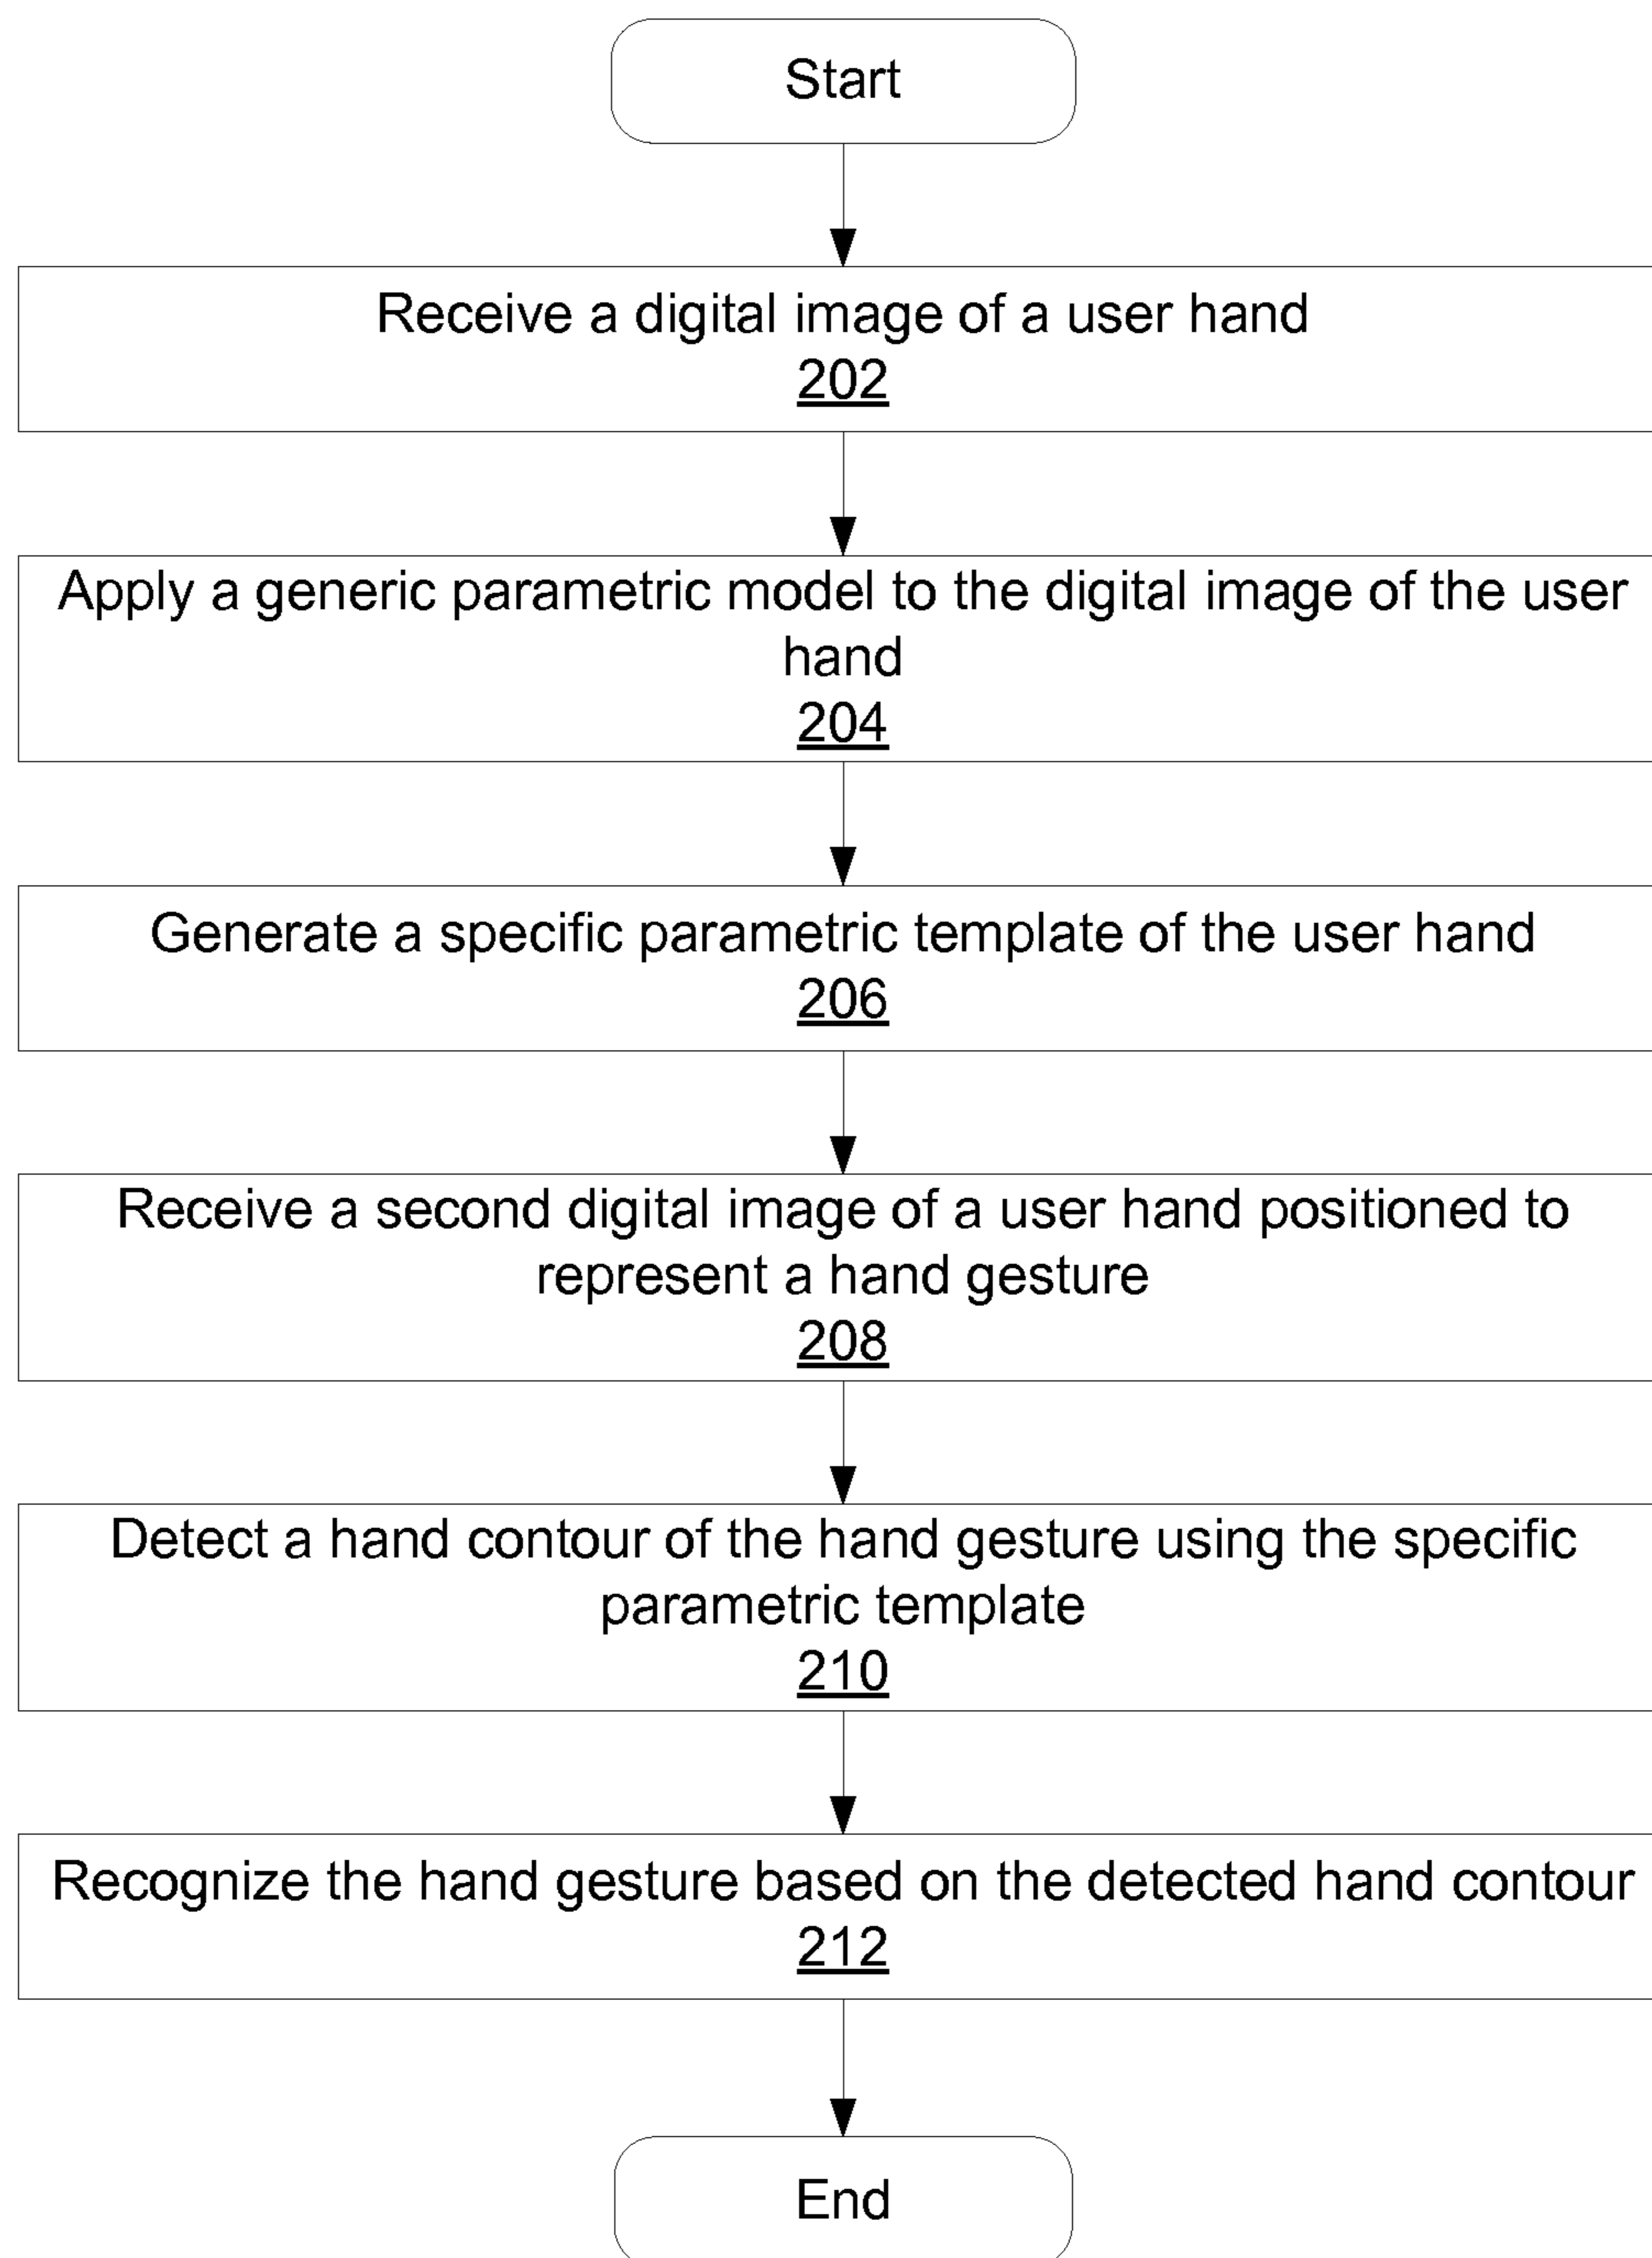 Start
Receive a digital image of a user hand
202
Apply a generic parametric model to the digital image of the user
hand
204
Generate a specific parametric template of the user hand
206
Receive a second digital image of a user hand positioned to
represent a hand gesture
208
Detect a hand contour of the hand gesture using the specific
parametric template
210
Recognize the hand gesture based on the detected hand contour
212
End